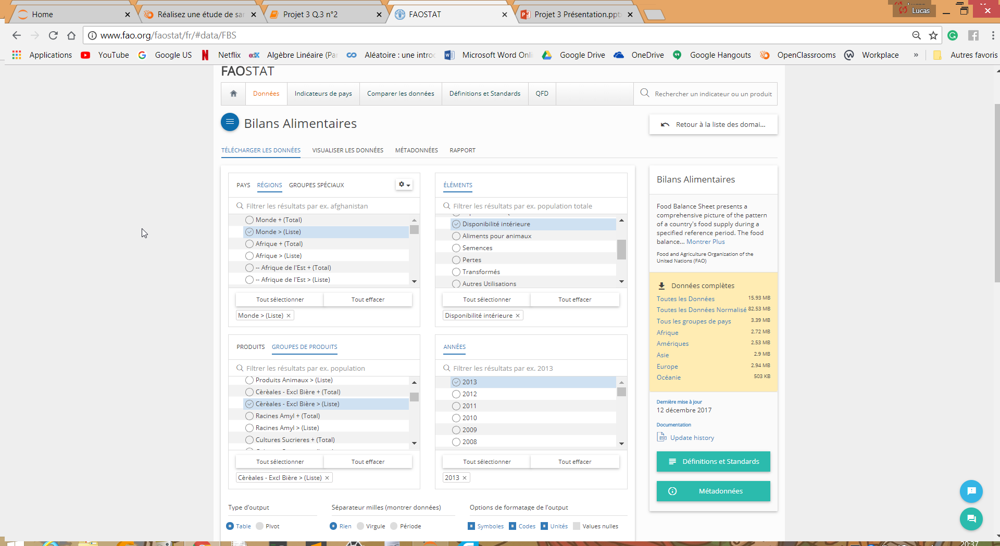 Home
Réalisez une étude de sar
Projet 3 Q.3 n°2
FAOSTAT
Projet 3 Présentation.ppt
Lucas
www.fao.org/faostat/fr/#data/FBS
Applications
YouTube
Google US
Netflix
edX
Algèbre Linéaire (Par
Aléatoire : une introd
Microsoft Word Onli
Google Drive
OneDrive
Google Hangouts
OpenClassrooms
Workplace
»
Autres favoris
FAOSTAT
Données
Indicateurs de pays
Comparer les données
Définitions et Standards
QFD
Rechercher un indicateur ou un produit
Bilans Alimentaires
Retour à la liste des domai...
TÉLÉCHARGER LES DONNÉES
VISUALISER LES DONNÉES
MÉTADONNÉES
RAPPORT
PAYS RÉGIONS GROUPES SPÉCIAUX
Filtrer les résultats par ex. afghanistan
Monde + (Total)
Monde > (Liste)
Afrique + (Total)
Afrique > (Liste)
-- Afrique de l'Est + (Total)
-- Afrique de l'Est > (Liste)
Tout sélectionner
Tout effacer
Monde > (Liste) ×
ÉLÉMENTS
Filtrer les résultats par ex. population totale
Disponibilité intérieure
Aliments pour animaux
Semences
Pertes
Transformés
Autres Utilisations
Tout sélectionner
Tout effacer
Disponibilité intérieure ×
PRODUITS GROUPES DE PRODUITS
Filtrer les résultats par ex. population
Produits Animaux > (Liste)
Cèrèales - Excl Bière + (Total)
Cèrèales - Excl Bière > (Liste)
Racines Amyl + (Total)
Racines Amyl > (Liste)
Cultures Sucrieres + (Total)
Tout sélectionner
Tout effacer
Cèrèales - Excl Bière > (Liste) ×
ANNÉES
Filtrer les résultats par ex. 2013
2013
2012
2011
2010
2009
2008
Tout sélectionner
Tout effacer
2013 ×
Type d'output
Table
Pivot
Séparateur milles (montrer données)
Rien
Virgule
Période
Options de formatage de l'output
Symboles
Codes
Unités
Values nulles
Bilans Alimentaires
Food Balance Sheet presents a
comprehensive picture of the pattern
of a country's food supply during a
specified reference period. The food
balance... Montrer Plus
Food and Agriculture Organization of the
United Nations (FAO)
Données complètes
Toutes les Données 15.93 MB
Toutes les Données Normalisé 82.53 MB
Tous les groupes de pays 3.39 MB
Afrique 2.72 MB
Amériques 2.53 MB
Asie 2.9 MB
Europe 2.94 MB
Océanie 503 KB
Dernière mise à jour
12 décembre 2017
Documentation
Update history
Définitions et Standards
Métadonnées
20:37